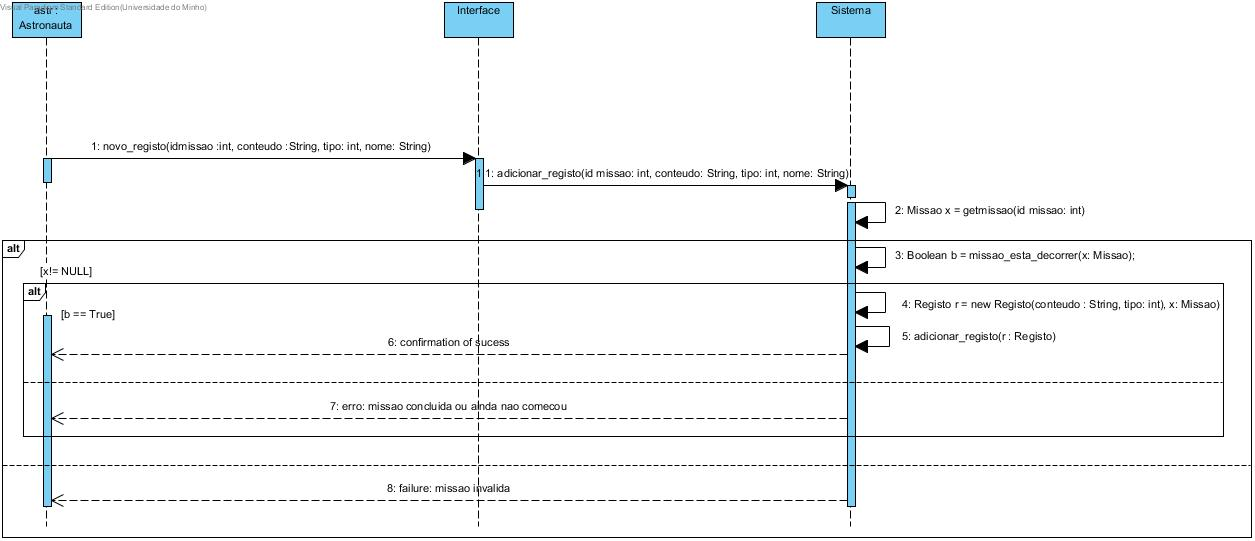 Visual Paradigm Standard Edition(Universidade do Minho)
astr :
Astronauta
Interface
Sistema
1: novo_registo(idmissao :int, conteudo :String, tipo: int, nome: String)
1.1: adicionar_registo(id missao: int, conteudo: String, tipo: int, nome: String)
2: Missao x = getmissao(id missao: int)
alt
3: Boolean b = missao_esta_decorrer(x: Missao);
[x!= NULL]
alt
4: Registo r = new Registo(conteudo : String, tipo: int), x: Missao)
[b == True]
5: adicionar_registo(r : Registo)
6: confirmation of sucess
7: erro: missao concluida ou ainda nao comecou
8: failure: missao invalida